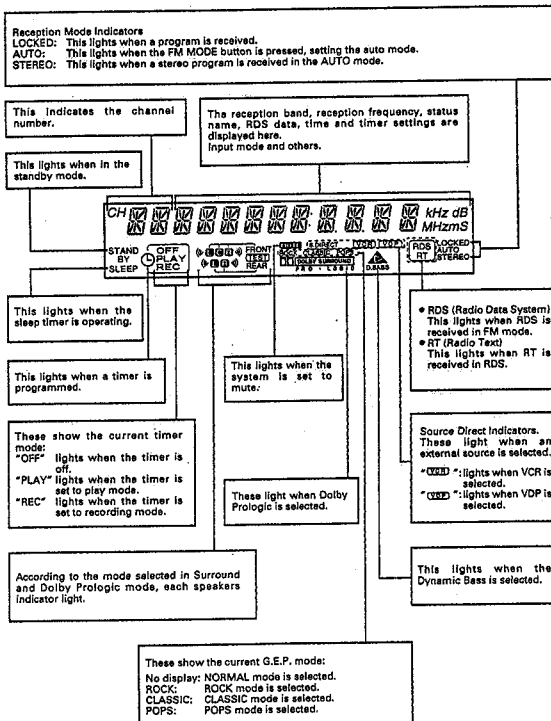 Reception Mode Indicators
LOCKED: This lights when a program is received.
AUTO: This lights when the FM MODE button is pressed, setting the auto mode.
STEREO: This lights when a stereo program is received in the AUTO mode.
This indicates the channel
number.
The reception band, reception frequency, status
name, RDS data, time and timer settings are
displayed here.
Input mode and others.
This lights when in the
standby mode.
CH
kHz dB
MHzmS
STAND
BY
SLEEP
OFF
PLAY
REC
FRONT
TEST
REAR
S.DIRECT
VCR
VDP
CLASSIC
POPS
DOLBY SURROUND
PRO · LOGIC
D.BASS
RDS
RT
LOCKED
AUTO
STEREO
This lights when the
sleep timer is operating.
This lights when a timer is
programmed.
This lights when the
system is set to
mute.
• RDS (Radio Data System)
This lights when RDS is
received in FM mode.
• RT (Radio Text)
This lights when RT is
received in RDS.
These show the current timer
mode:
"OFF" lights when the timer is
off.
"PLAY" lights when the timer is
set to play mode.
"REC" lights when the timer is
set to recording mode.
These light when Dolby
Prologic is selected.
Source Direct Indicators.
These light when an
external source is selected.
"VCR": lights when VCR is
selected.
"VDP": lights when VDP is
selected.
According to the mode selected in Surround
and Dolby Prologic mode, each speakers
indicator light.
This lights when the
Dynamic Bass is selected.
These show the current G.E.P. mode:
No display: NORMAL mode is selected.
ROCK: ROCK mode is selected.
CLASSIC: CLASSIC mode is selected.
POPS: POPS mode is selected.